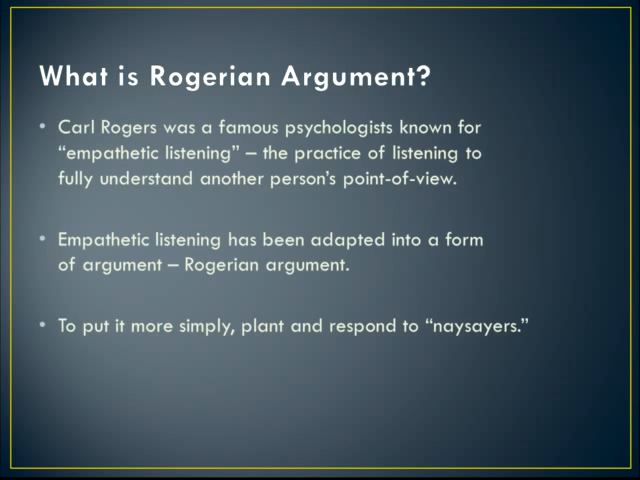 What is Rogerian Argument?
• Carl Rogers was a famous psychologists known for
“empathetic listening” – the practice of listening to
fully understand another person’s point-of-view.
• Empathetic listening has been adapted into a form
of argument – Rogerian argument.
• To put it more simply, plant and respond to “naysayers.”